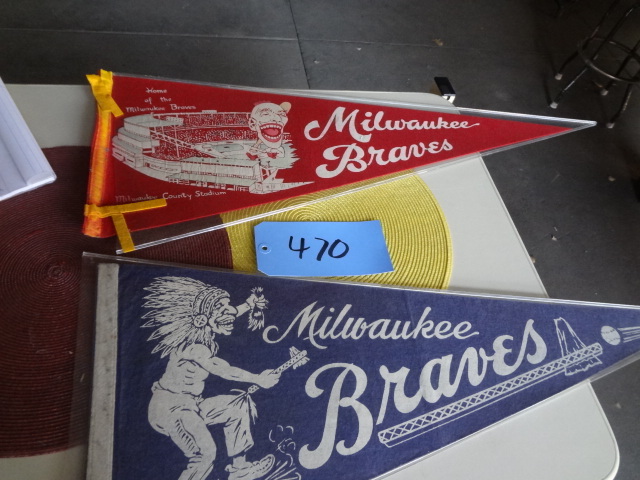 Home
of the
Milwaukee Braves
Milwaukee
Braves
Milwaukee County Stadium
470
Milwaukee
Braves